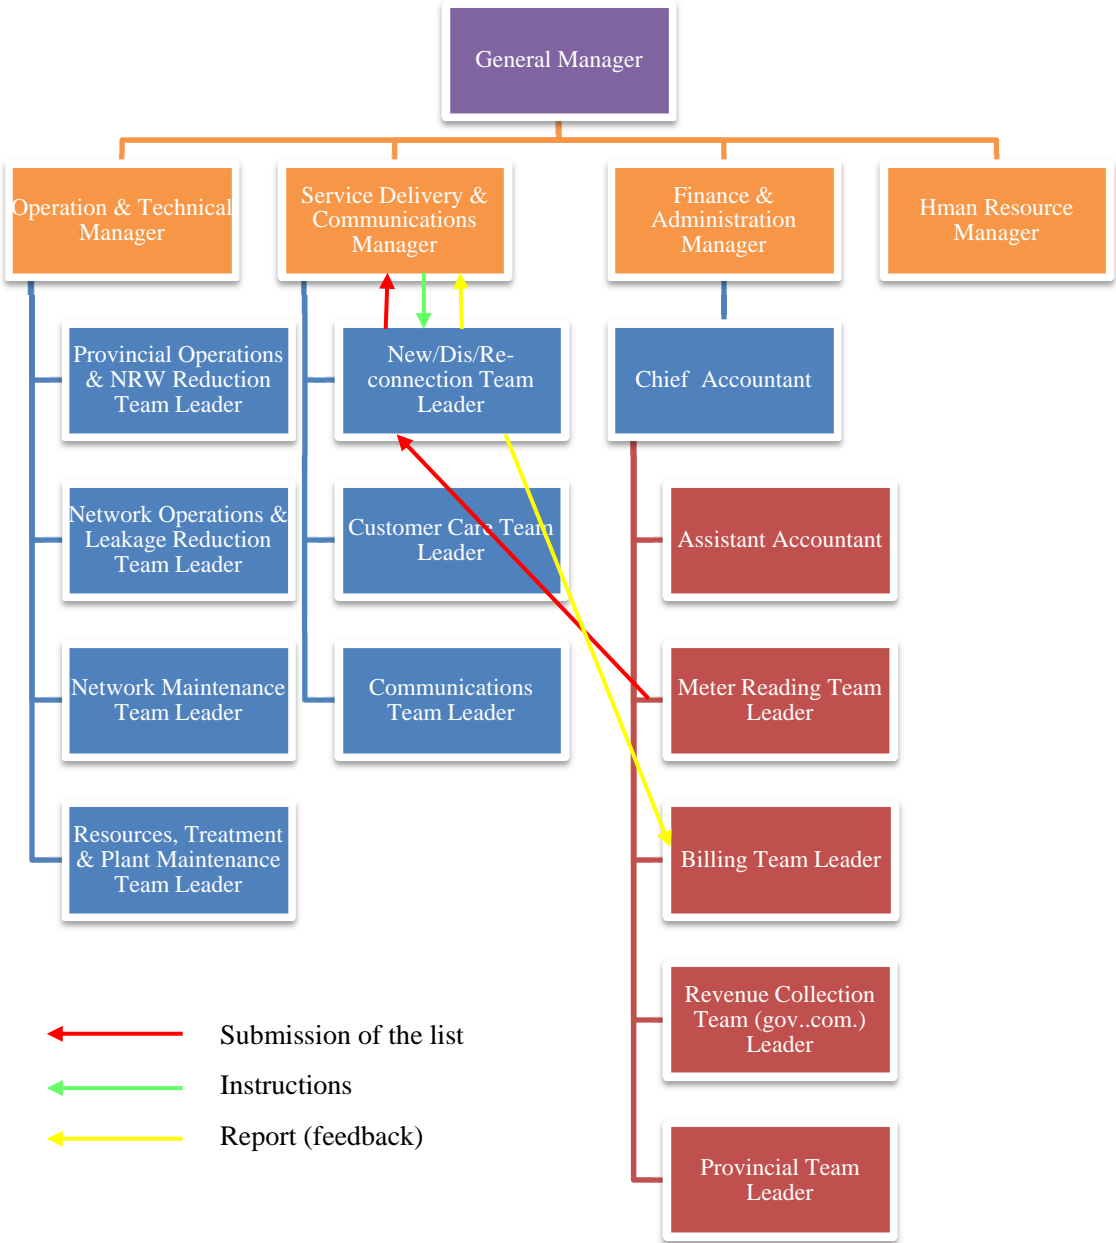 General Manager
Operation & Technical
Manager
Service Delivery &
Communications
Manager
Finance &
Administration
Manager
Hman Resource
Manager
Provincial Operations
& NRW Reduction
Team Leader
New/Dis/Re-
connection Team
Leader
Chief Accountant
Network Operations &
Leakage Reduction
Team Leader
Customer Care Team
Leader
Assistant Accountant
Network Maintenance
Team Leader
Communications
Team Leader
Meter Reading Team
Leader
Resources, Treatment
& Plant Maintenance
Team Leader
Billing Team Leader
Revenue Collection
Team (gov..com.)
Leader
Provincial Team
Leader
Submission of the list
Instructions
Report (feedback)